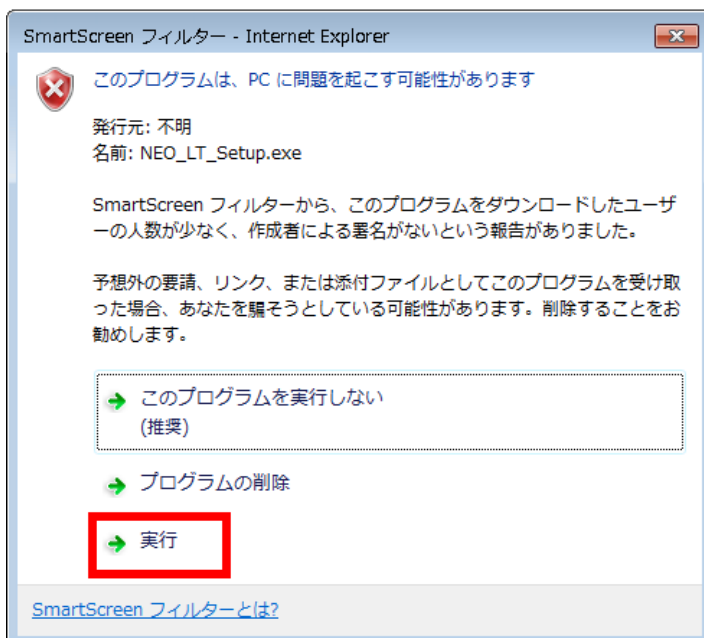 SmartScreen フィルター - Internet Explorer
このプログラムは、PC に問題を起こす可能性があります
発行元: 不明
名前: NEO_LT_Setup.exe
SmartScreen フィルターから、このプログラムをダウンロードしたユーザ
ーの人数が少なく、作成者による署名がないという報告がありました。
予想外の要請、リンク、または添付ファイルとしてこのプログラムを受け取
った場合、あなたを騙そうとしている可能性があります。削除することをお
勧めします。
このプログラムを実行しない
(推奨)
プログラムの削除
実行
SmartScreen フィルターとは?